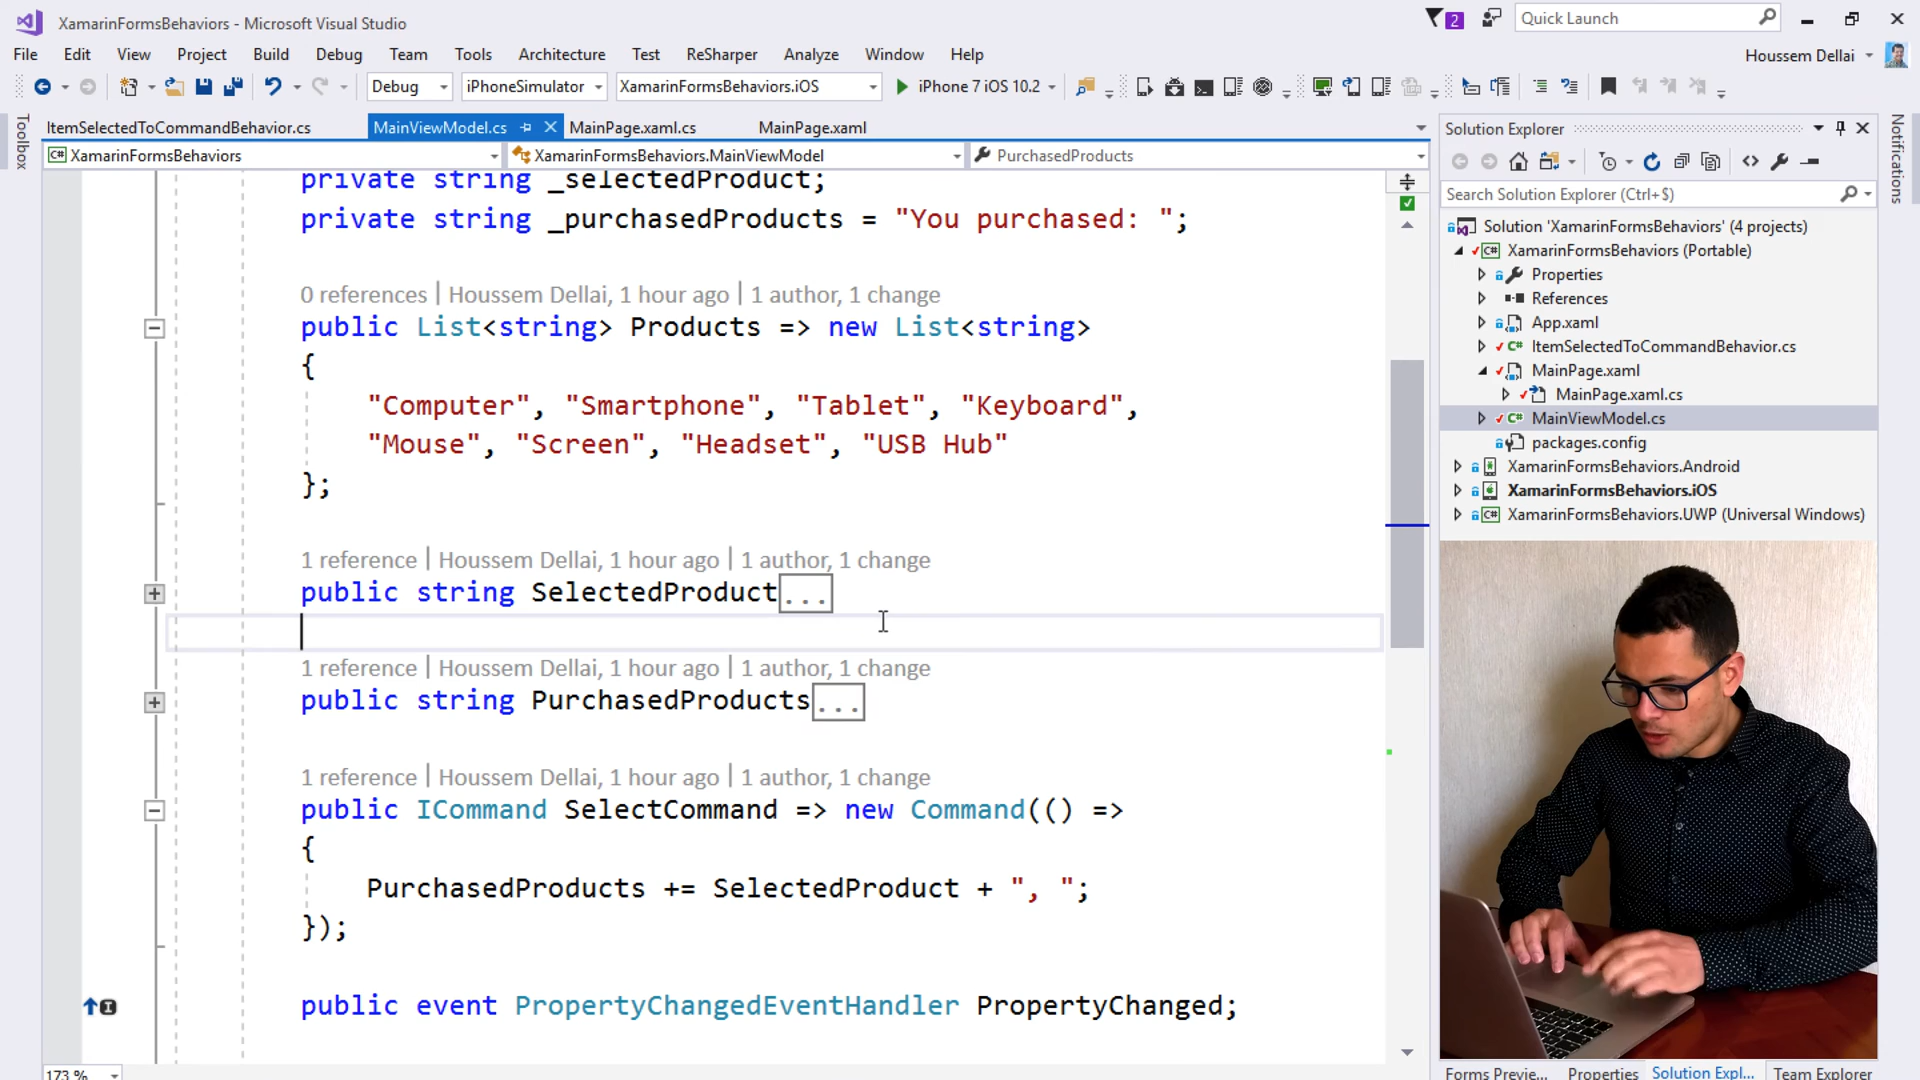 XamarinFormsBehaviors - Microsoft Visual Studio
2
Quick Launch
File Edit View Project Build Debug Team Tools Architecture Test ReSharper Analyze Window Help
Houssem Dellai
Debug iPhoneSimulator XamarinFormsBehaviors.iOS iPhone 7 iOS 10.2
Toolbox
ItemSelectedToCommandBehavior.cs MainViewModel.cs MainPage.xaml.cs MainPage.xaml
C# XamarinFormsBehaviors XamarinFormsBehaviors.MainViewModel PurchasedProducts
private string _selectedProduct;
private string _purchasedProducts = "You purchased: ";
0 references | Houssem Dellai, 1 hour ago | 1 author, 1 change
public List<string> Products => new List<string>
{
"Computer", "Smartphone", "Tablet", "Keyboard",
"Mouse", "Screen", "Headset", "USB Hub"
};
1 reference | Houssem Dellai, 1 hour ago | 1 author, 1 change
public string SelectedProduct...
1 reference | Houssem Dellai, 1 hour ago | 1 author, 1 change
public string PurchasedProducts...
1 reference | Houssem Dellai, 1 hour ago | 1 author, 1 change
public ICommand SelectCommand => new Command(() =>
{
PurchasedProducts += SelectedProduct + ", ";
});
public event PropertyChangedEventHandler PropertyChanged;
173 %
Solution Explorer
Search Solution Explorer (Ctrl+$)
Solution 'XamarinFormsBehaviors' (4 projects)
C# XamarinFormsBehaviors (Portable)
Properties
References
App.xaml
C# ItemSelectedToCommandBehavior.cs
MainPage.xaml
MainPage.xaml.cs
C# MainViewModel.cs
packages.config
XamarinFormsBehaviors.Android
XamarinFormsBehaviors.iOS
C# XamarinFormsBehaviors.UWP (Universal Windows)
Forms Previe... Properties Solution Expl... Team Explorer
Notifications